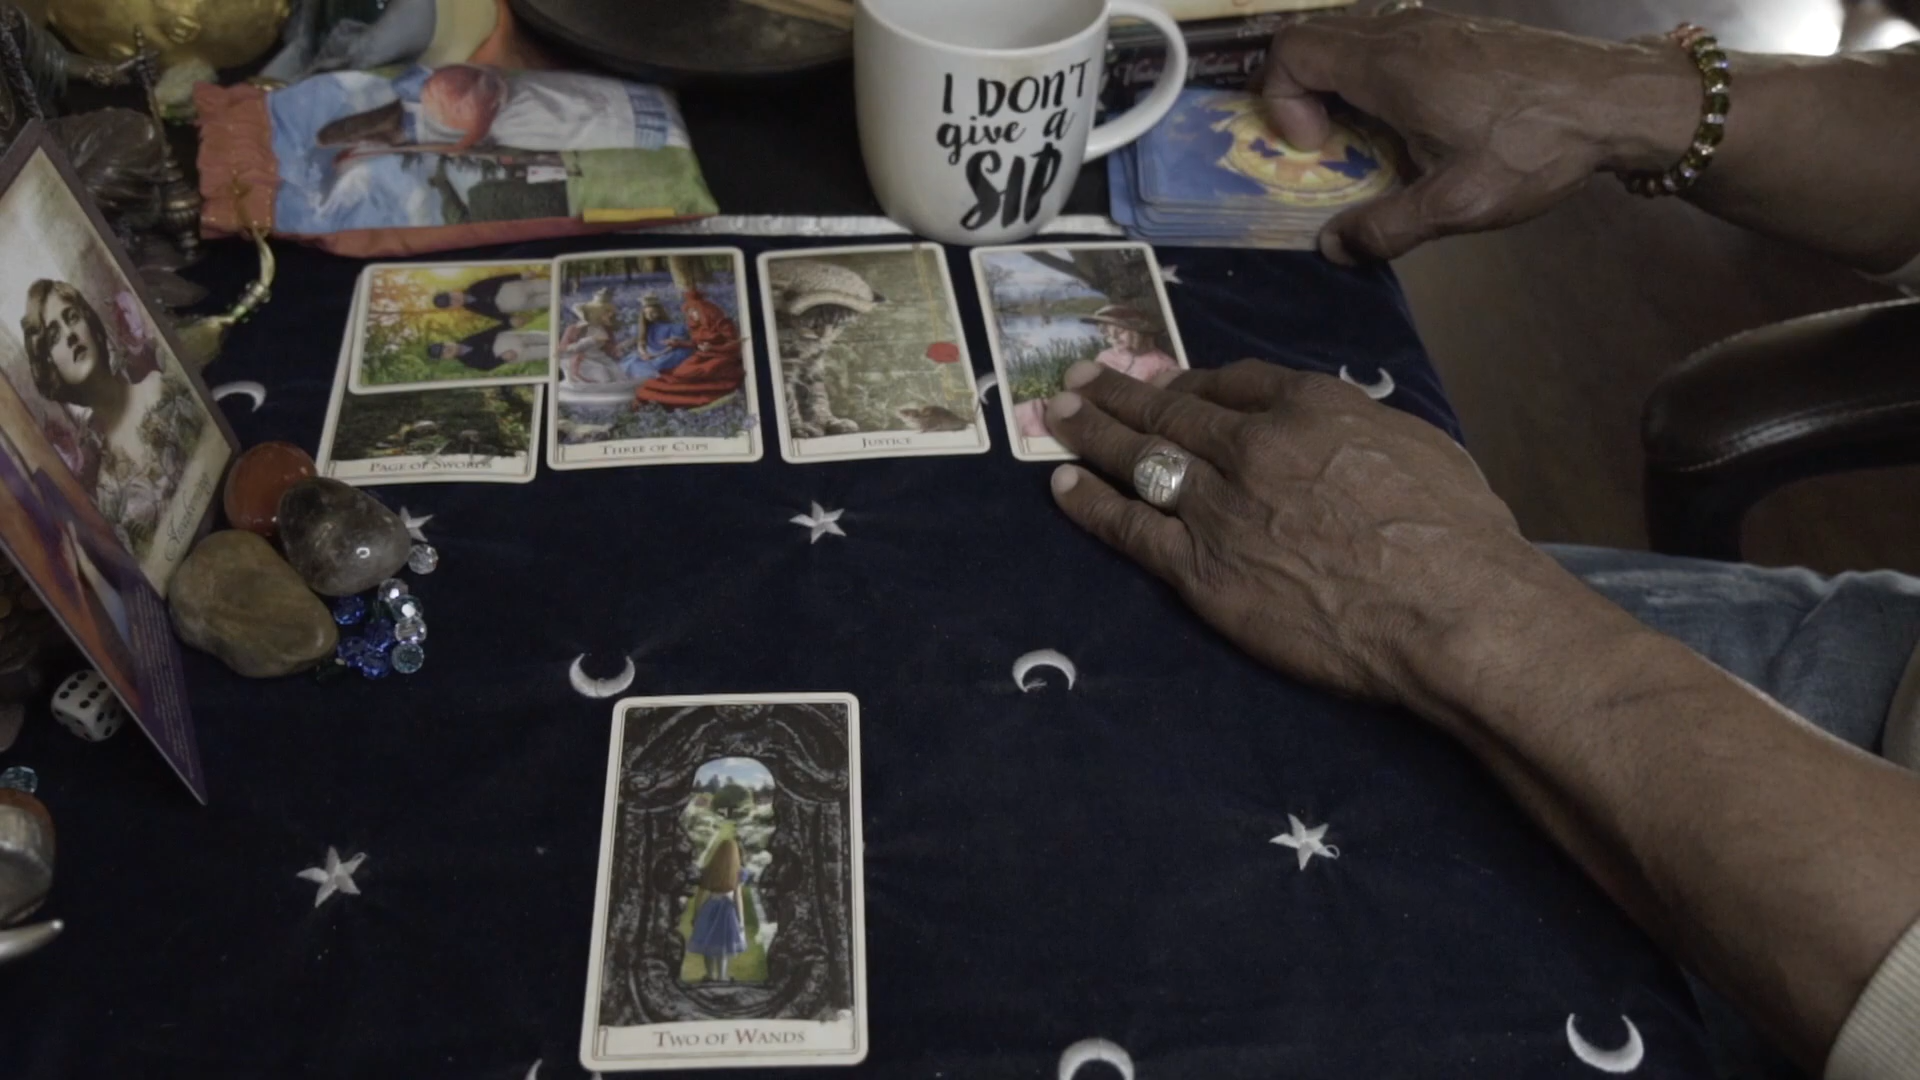 I DON'T
give a
SIP
PAGE OF SWORDS
THREE OF CUPS
JUSTICE
TWO OF WANDS